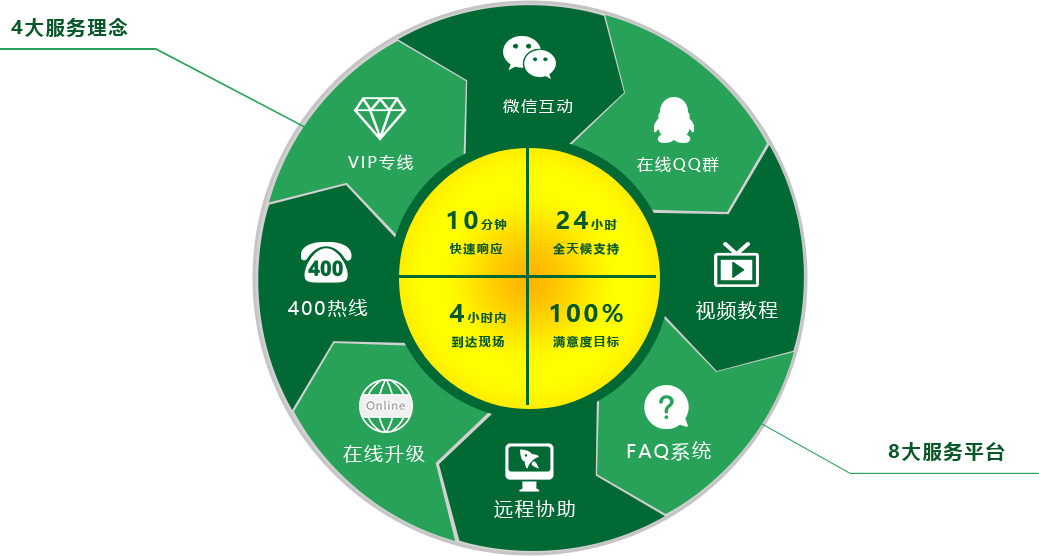 4大服务理念
微信互动
VIP专线
在线QQ群
10分钟
快速响应
24小时
全天候支持
400
400热线
视频教程
4小时内
到达现场
100%
满意度目标
Online
在线升级
?
FAQ系统
8大服务平台
远程协助